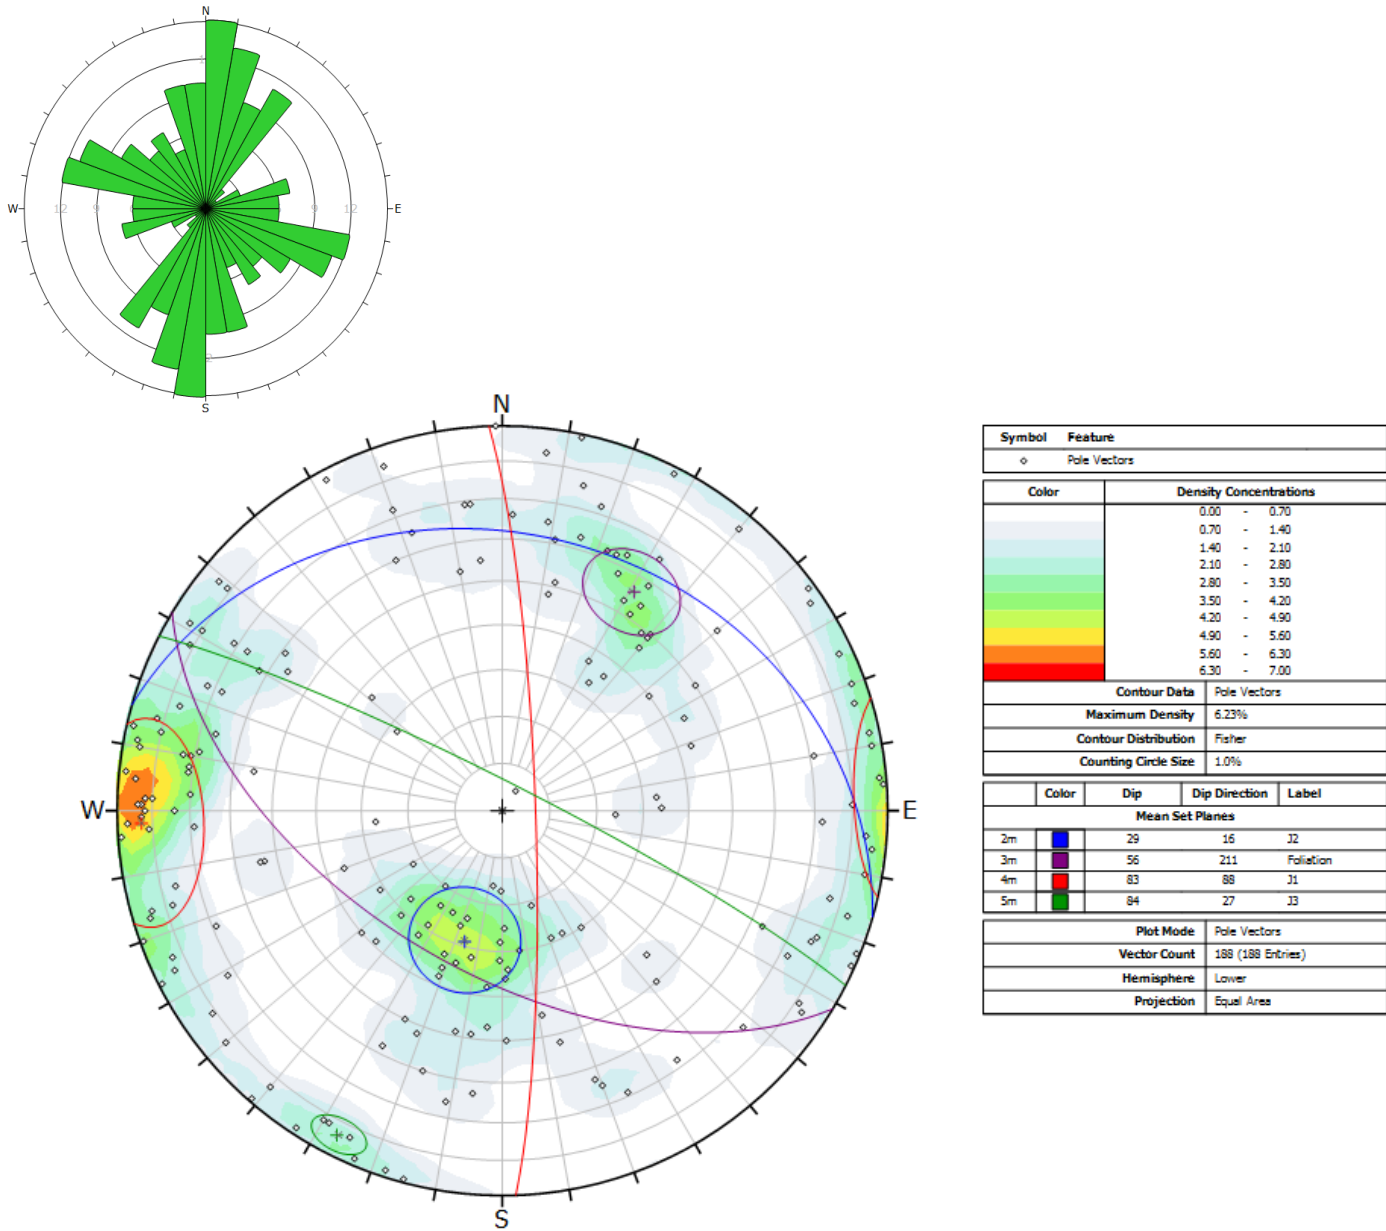 N
W
12
9
9
12
E
S
N
W
E
S
Symbol Feature
Pole Vectors
Color Density Concentrations
0.00 - 0.70
0.70 - 1.40
1.40 - 2.10
2.10 - 2.80
2.80 - 3.50
3.50 - 4.20
4.20 - 4.90
4.90 - 5.60
5.60 - 6.30
6.30 - 7.00
Contour Data Pole Vectors
Maximum Density 6.23%
Contour Distribution Fisher
Counting Circle Size 1.0%
Color Dip Dip Direction Label
Mean Set Planes
2m 29 16 J2
3m 56 211 Foliation
4m 83 88 J1
5m 84 27 J3
Plot Mode Pole Vectors
Vector Count 188 (188 Entries)
Hemisphere Lower
Projection Equal Area